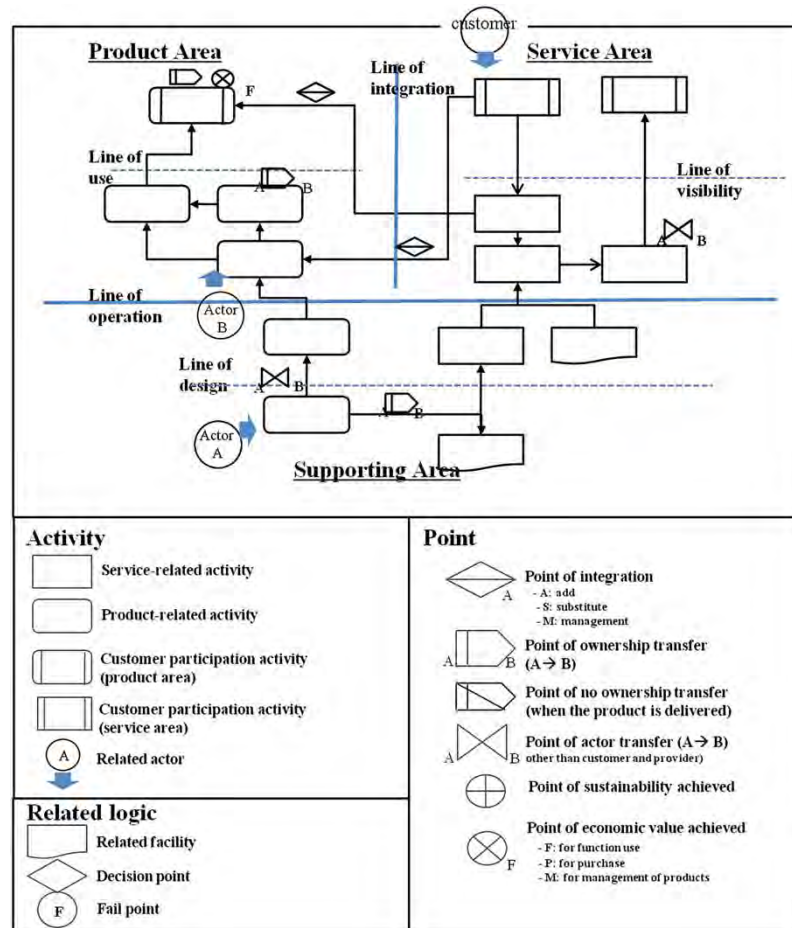 customer
Product Area
Service Area
Line of
integration
F
Line of
use
A B
Line of
visibility
A B
Line of
operation
Actor
B
Line of
design
A B
A B
Actor
A
Supporting Area
Activity
Service-related activity
Product-related activity
Customer participation activity
(product area)
Customer participation activity
(service area)
A
Related actor
Related logic
Related facility
Decision point
F
Fail point
Point
A
Point of integration
- A: add
- S: substitute
- M: management
A B
Point of ownership transfer
(A→ B)
Point of no ownership transfer
(when the product is delivered)
A B
Point of actor transfer (A→ B)
other than customer and provider)
Point of sustainability achieved
Point of economic value achieved
F
- F: for function use
- P: for purchase
- M: for management of products